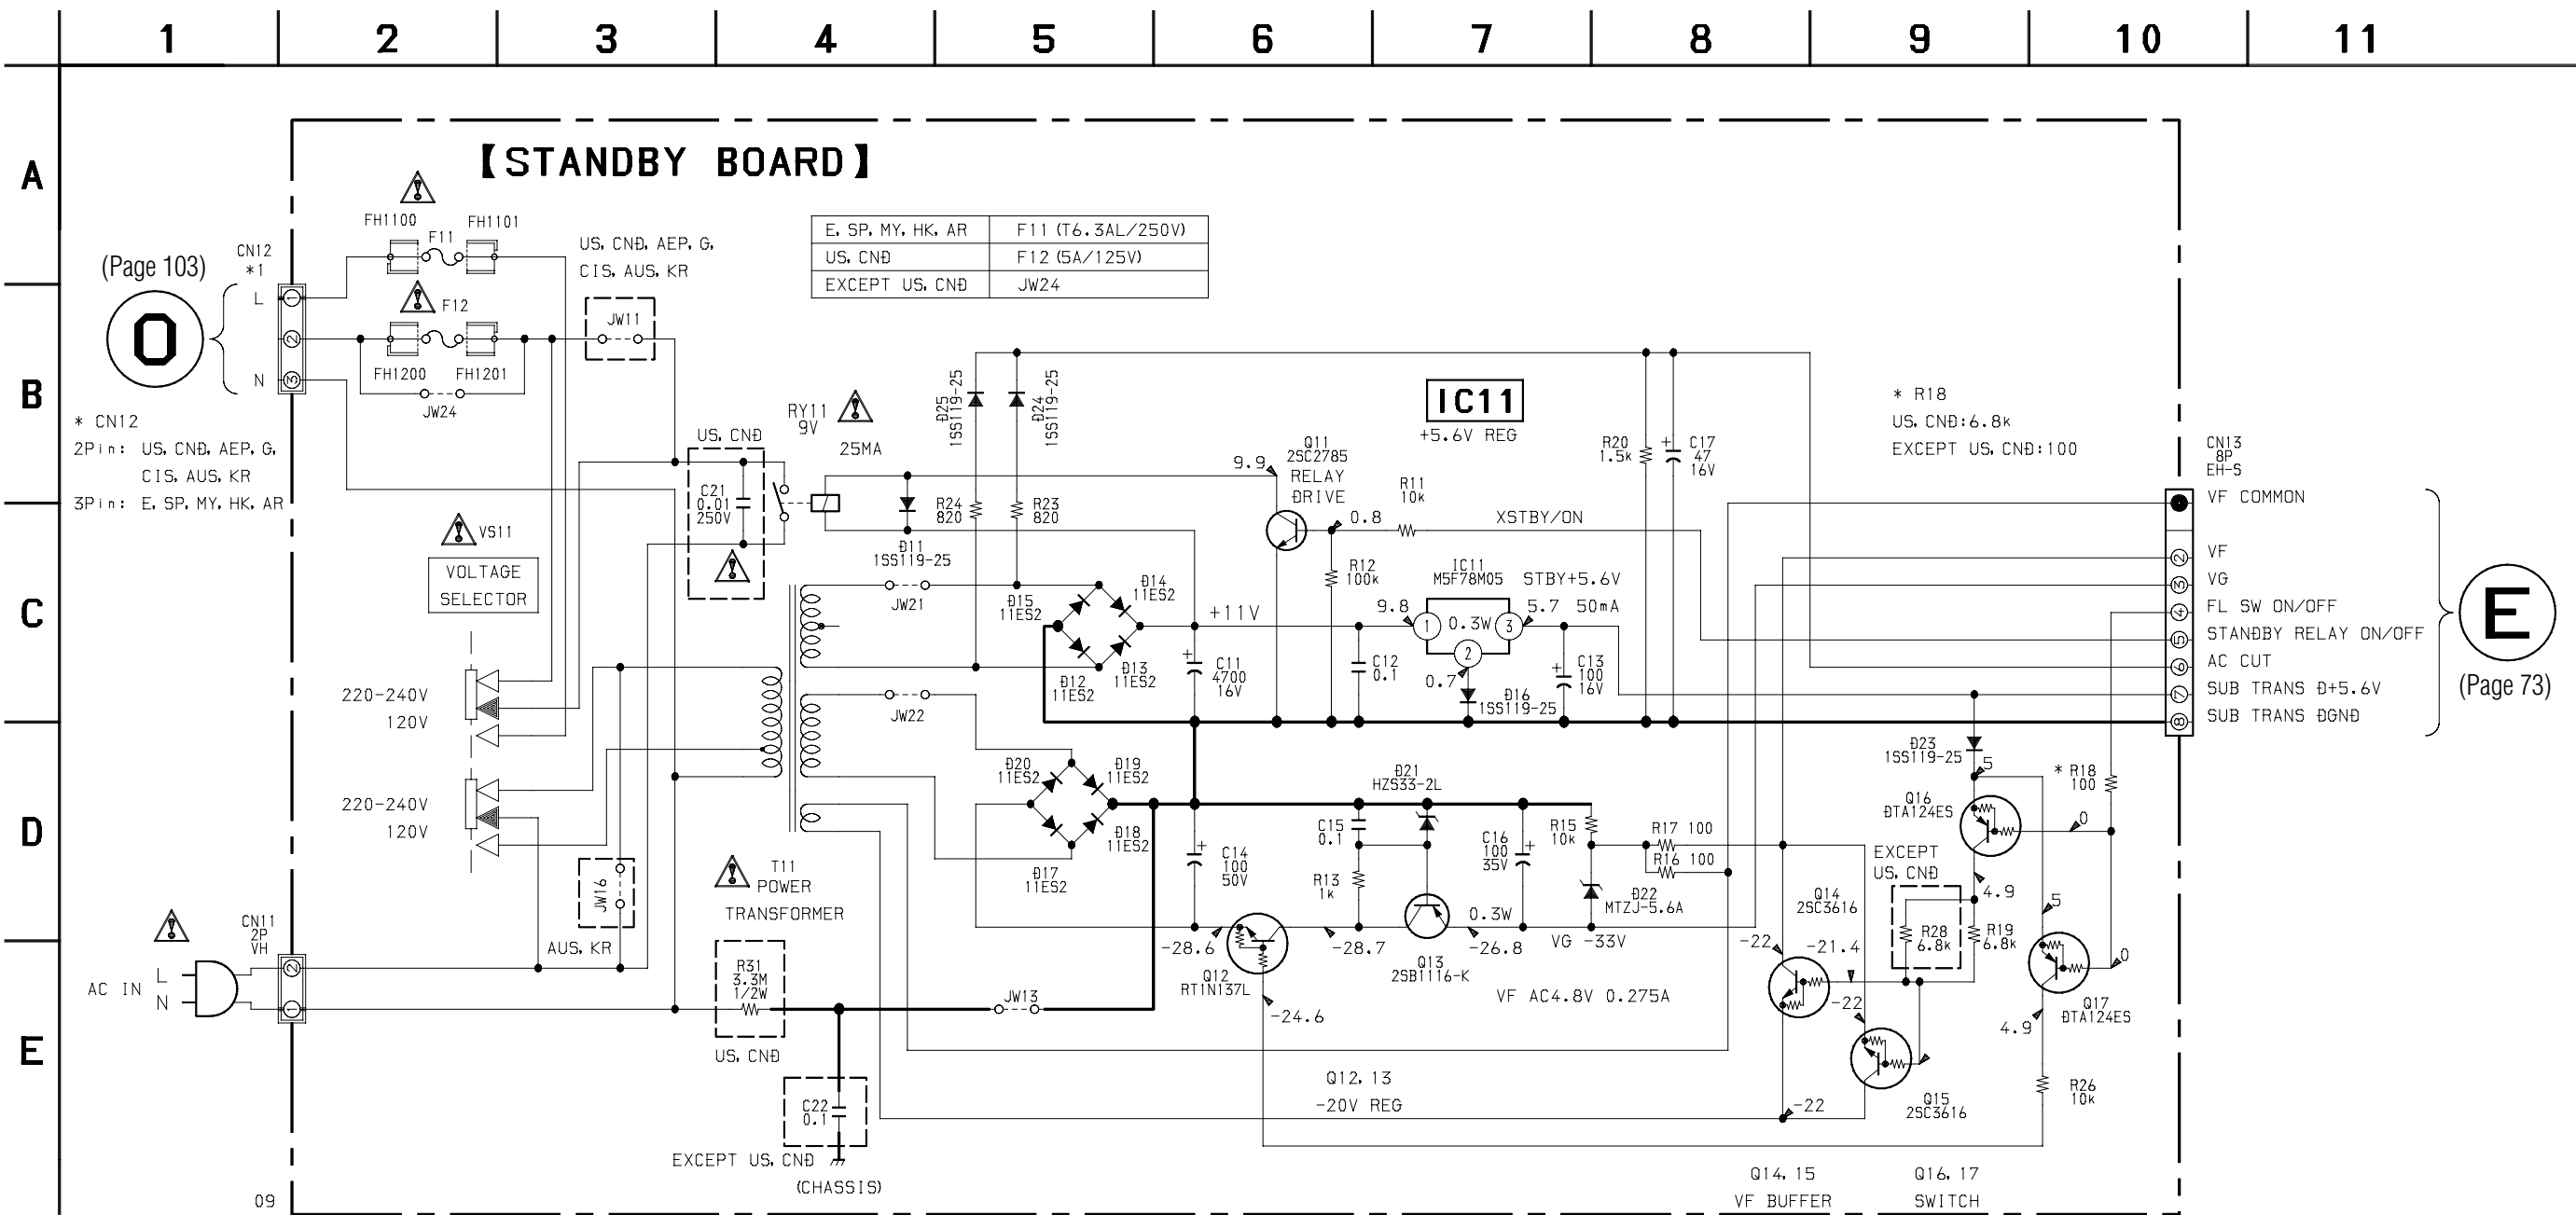 1 2 3 4 5 6 7 8 9 10 11
A
B
C
D
E
【STANDBY BOARD】
FH1100
F11
FH1101
US, CND, AEP, G,
CIS, AUS, KR
E, SP, MY, HK, AR F11 (T6.3AL/250V)
US, CND F12 (5A/125V)
EXCEPT US, CND JW24
(Page 103)
O
CN12
*1
L
N
1
2
3
F12
FH1200
FH1201
JW24
JW11
* CN12
2Pin: US, CND, AEP, G,
CIS, AUS, KR
3Pin: E, SP, MY, HK, AR
VS11
VOLTAGE
SELECTOR
220-240V
120V
220-240V
120V
US, CND
C21
0.01
250V
RY11
9V
25MA
D11
1SS119-25
D25
1SS119-25
D24
1SS119-25
R24
820
R23
820
JW21
JW22
D15
11ES2
D14
11ES2
D12
11ES2
D13
11ES2
+11V
C11
4700
16V
9.9
Q11
2SC2785
RELAY
DRIVE
0.8
R11
10k
XSTBY/ON
R12
100k
IC11
+5.6V REG
IC11
M5F78M05
STBY+5.6V
9.8
1
0.3W
3
2
5.7
50mA
0.7
C12
0.1
D16
1SS119-25
C13
100
16V
R20
1.5k
C17
47
16V
* R18
US, CND:6.8k
EXCEPT US, CND:100
CN13
8P
EH-S
VF COMMON
2
VF
3
VG
4
FL SW ON/OFF
5
STANDBY RELAY ON/OFF
6
AC CUT
7
SUB TRANS D+5.6V
8
SUB TRANS DGND
E
(Page 73)
D20
11ES2
D19
11ES2
D18
11ES2
D17
11ES2
T11
POWER
TRANSFORMER
C14
100
50V
C15
0.1
R13
1k
D21
HZS33-2L
C16
100
35V
R15
10k
R17 100
R16 100
D22
MTZJ-5.6A
-28.6
-28.7
0.3W
-26.8
VG -33V
Q12
RT1N137L
-24.6
Q13
2SB1116-K
VF AC4.8V 0.275A
D23
1SS119-25
5
Q16
DTA124ES
* R18
100
0
EXCEPT
US, CND
4.9
R28
6.8k
R19
6.8k
Q14
2SC3616
-22
-21.4
-22
5
0
Q17
DTA124ES
4.9
R26
10k
Q15
2SC3616
-22
JW16
AUS, KR
CN11
2P
VH
AC IN
L
N
2
1
R31
3.3M
1/2W
US, CND
JW13
C22
0.1
EXCEPT US, CND
(CHASSIS)
Q12, 13
-20V REG
Q14, 15
VF BUFFER
Q16, 17
SWITCH
09